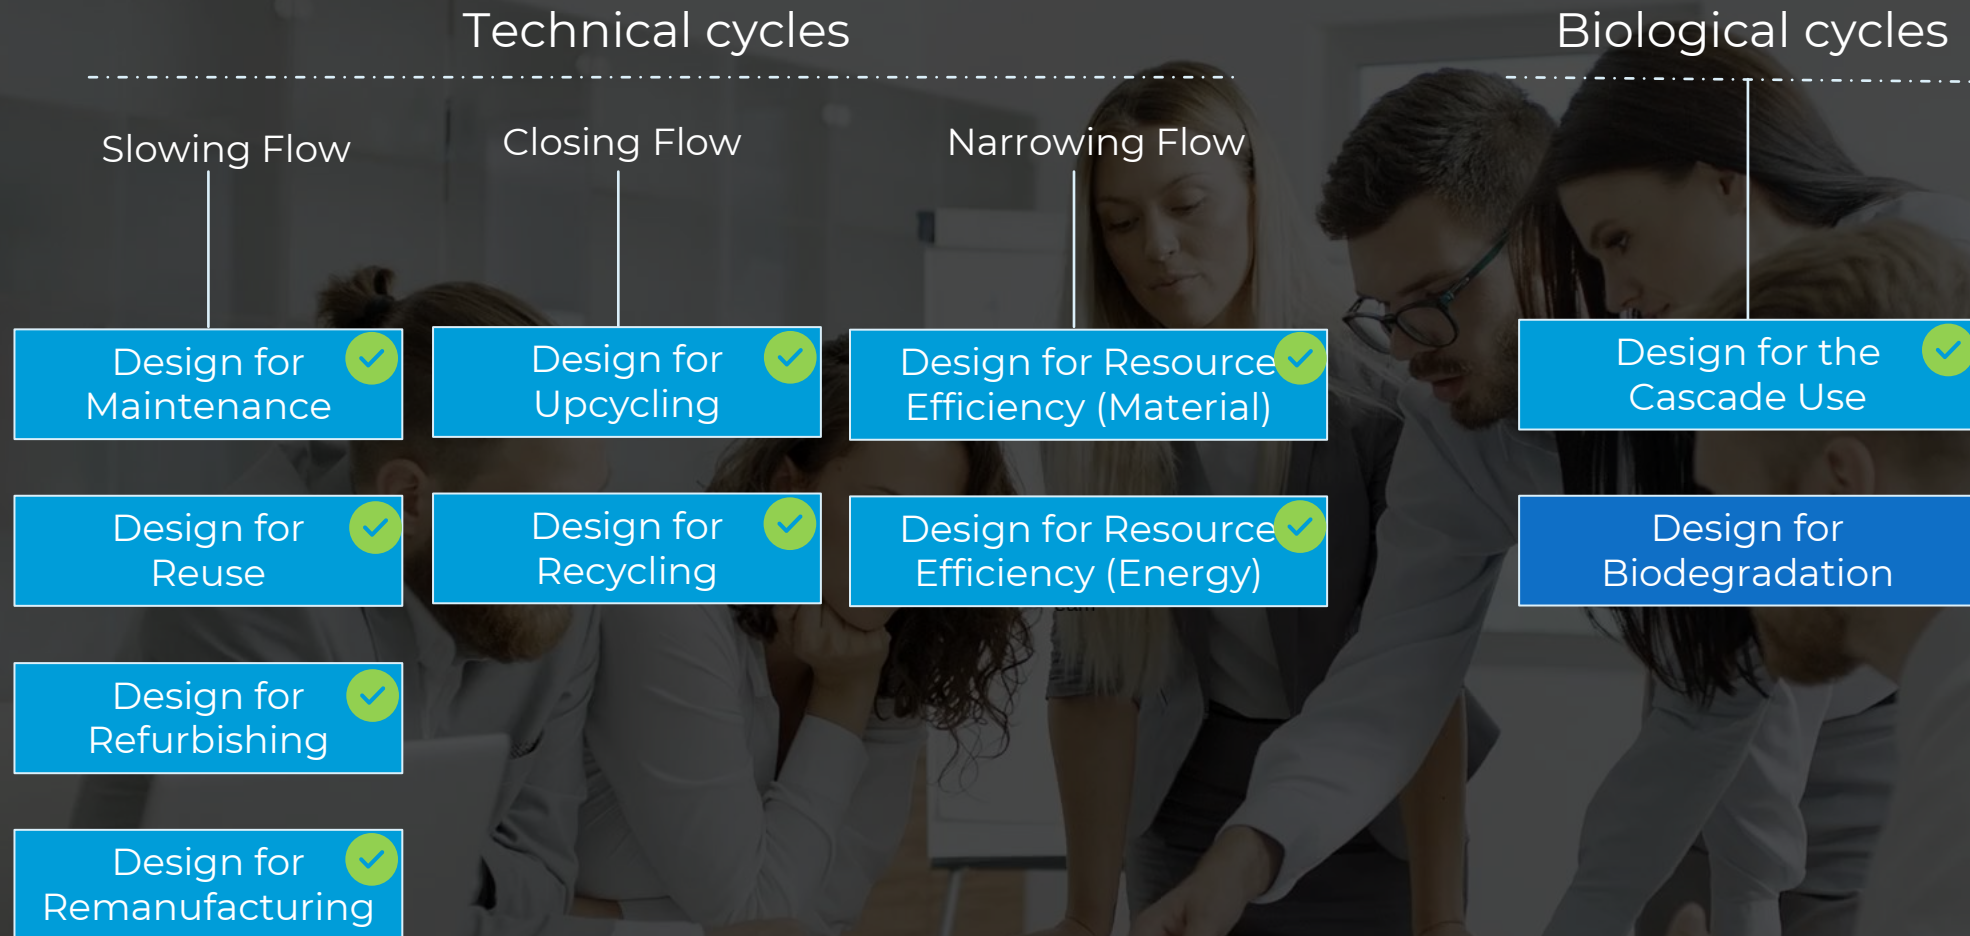 Technical cycles
Biological cycles
Slowing Flow
Closing Flow
Narrowing Flow
Design for
Maintenance
Design for
Upcycling
Design for Resource
Efficiency (Material)
Design for the
Cascade Use
Design for
Reuse
Design for
Recycling
Design for Resource
Efficiency (Energy)
Design for
Biodegradation
Design for
Refurbishing
Design for
Remanufacturing